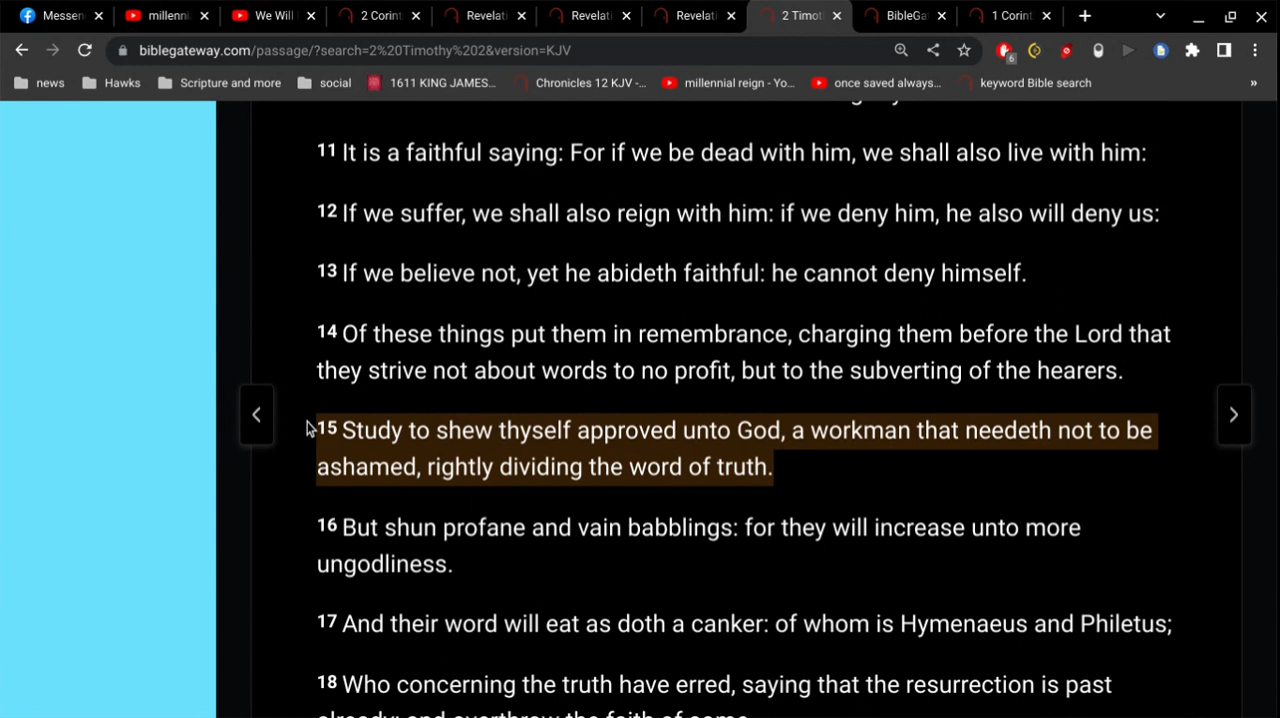 Messen
millenni
We Will
2 Corint
Revelati
Revelati
Revelati
2 Timot
BibleGa
1 Corint
biblegateway.com/passage/?search=2%20Timothy%202&version=KJV
6
news
Hawks
Scripture and more
social
1611 KING JAMES...
Chronicles 12 KJV -...
millennial reign - Yo...
once saved always...
keyword Bible search
»
11 It is a faithful saying: For if we be dead with him, we shall also live with him:
12 If we suffer, we shall also reign with him: if we deny him, he also will deny us:
13 If we believe not, yet he abideth faithful: he cannot deny himself.
14 Of these things put them in remembrance, charging them before the Lord that
they strive not about words to no profit, but to the subverting of the hearers.
15 Study to shew thyself approved unto God, a workman that needeth not to be
ashamed, rightly dividing the word of truth.
16 But shun profane and vain babblings: for they will increase unto more
ungodliness.
17 And their word will eat as doth a canker: of whom is Hymenaeus and Philetus;
18 Who concerning the truth have erred, saying that the resurrection is past
already; and overthrow the faith of some.